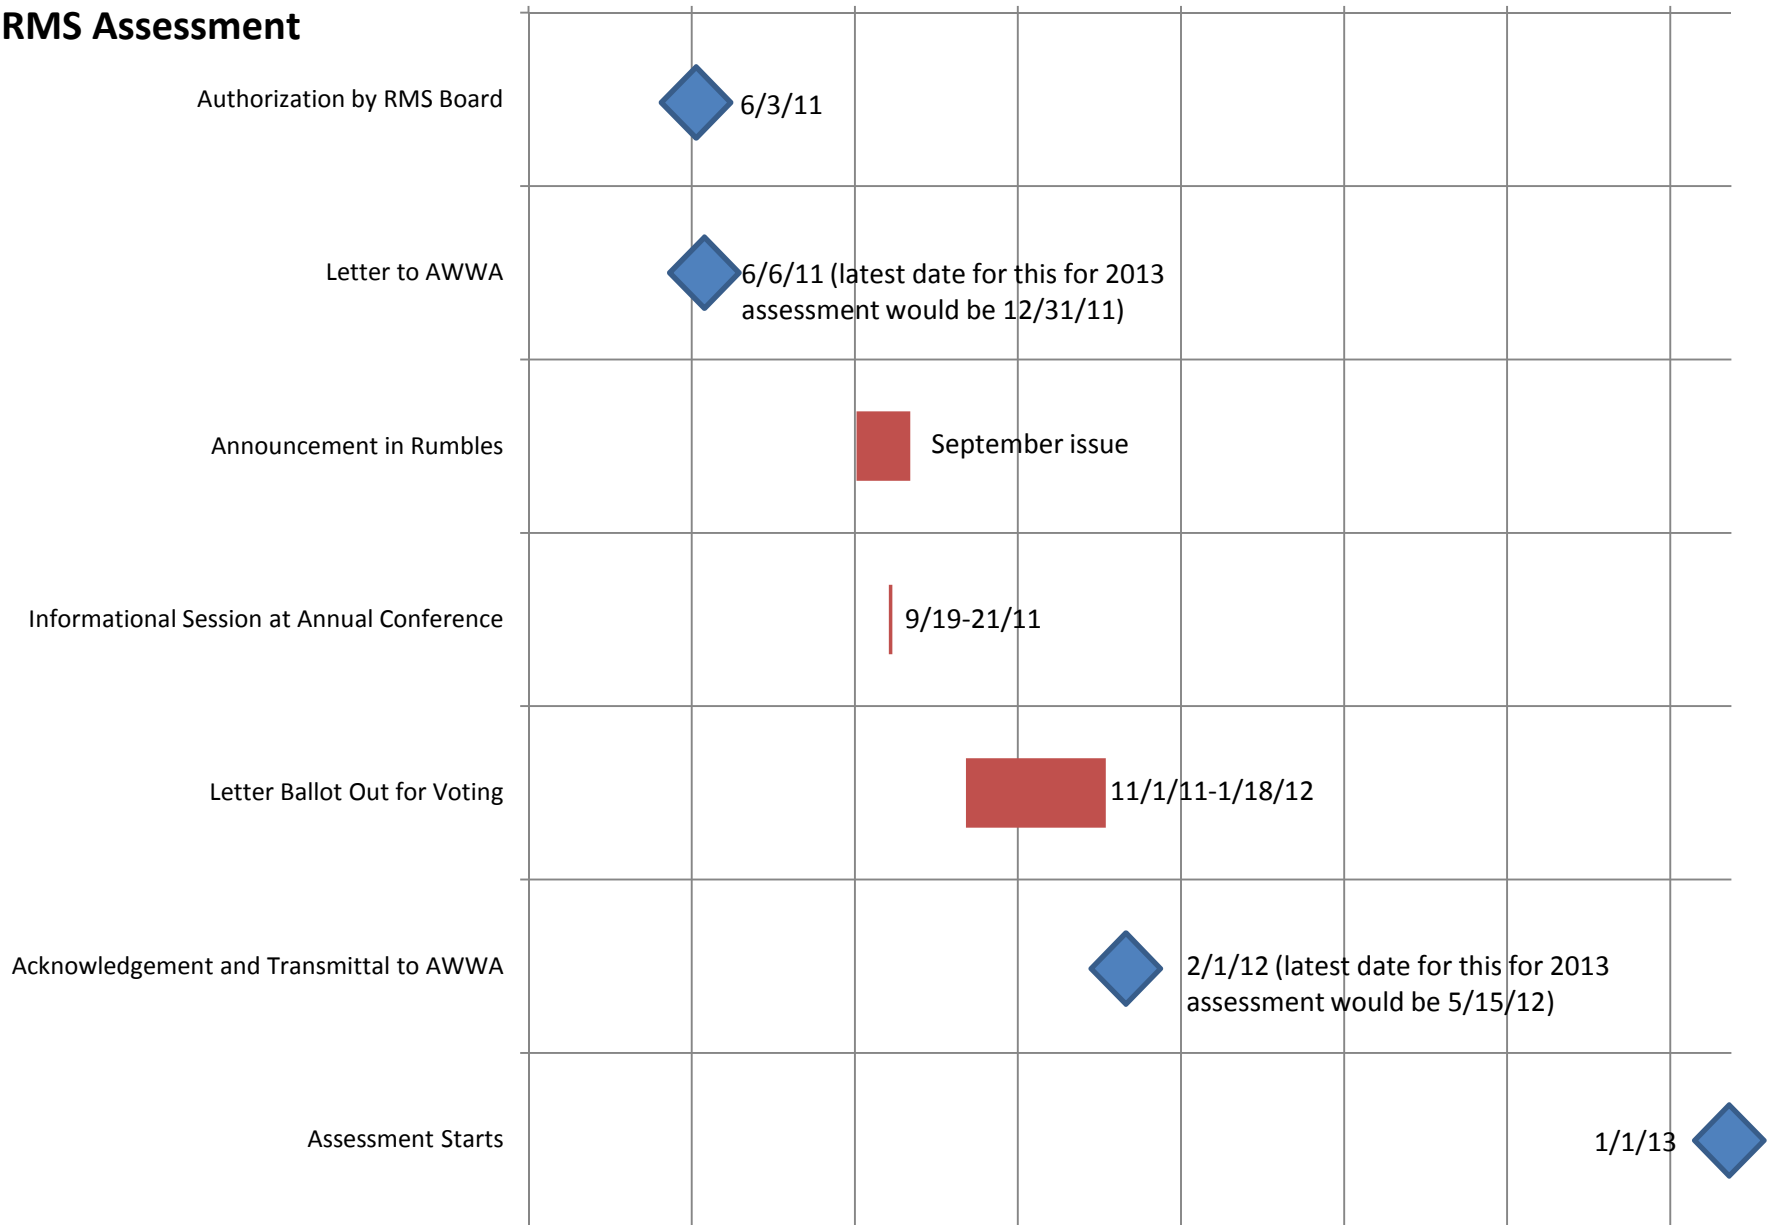 RMS Assessment
Authorization by RMS Board
6/3/11
Letter to AWWA
6/6/11 (latest date for this for 2013
assessment would be 12/31/11)
Announcement in Rumbles
September issue
Informational Session at Annual Conference
9/19-21/11
Letter Ballot Out for Voting
11/1/11-1/18/12
Acknowledgement and Transmittal to AWWA
2/1/12 (latest date for this for 2013
assessment would be 5/15/12)
Assessment Starts
1/1/13